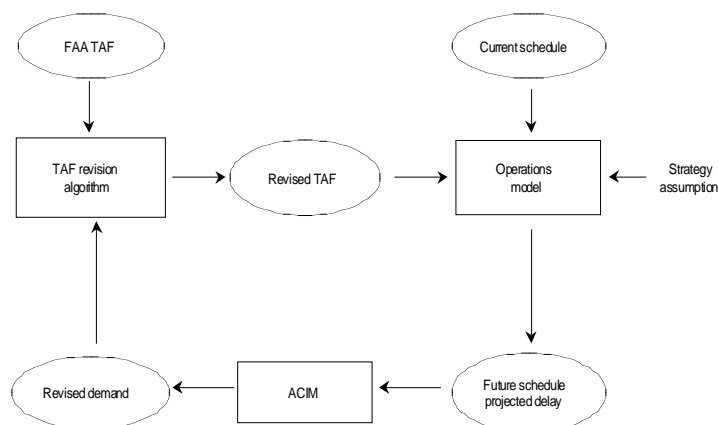 FAA TAF
Current schedule
TAF revision
algorithm
Revised TAF
Operations
model
Strategy
assumption
Revised demand
ACIM
Future schedule
projected delay